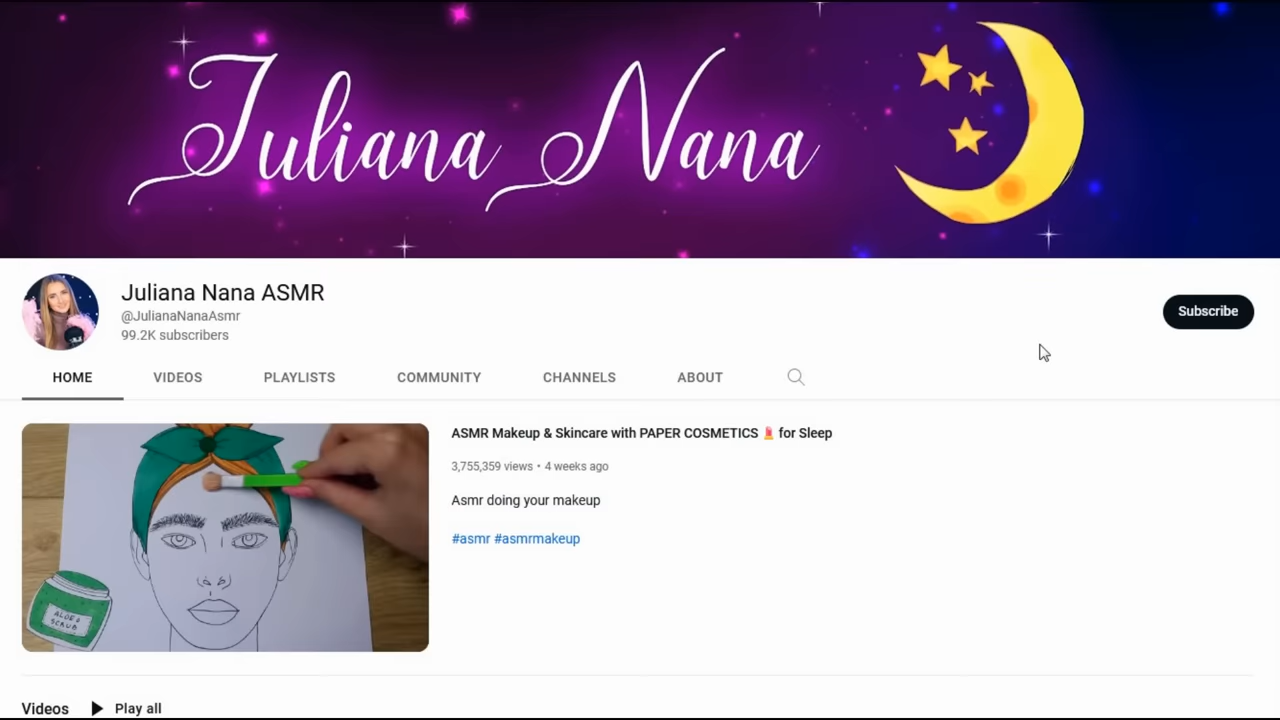 Juliana Nana
Juliana Nana ASMR
@JulianaNanaAsmr
99.2K subscribers
Subscribe
HOME VIDEOS PLAYLISTS COMMUNITY CHANNELS ABOUT
ASMR Makeup & Skincare with PAPER COSMETICS 💄 for Sleep
3,755,359 views • 4 weeks ago
Asmr doing your makeup
#asmr #asmrmakeup
ALOE
SCRUB
Videos Play all